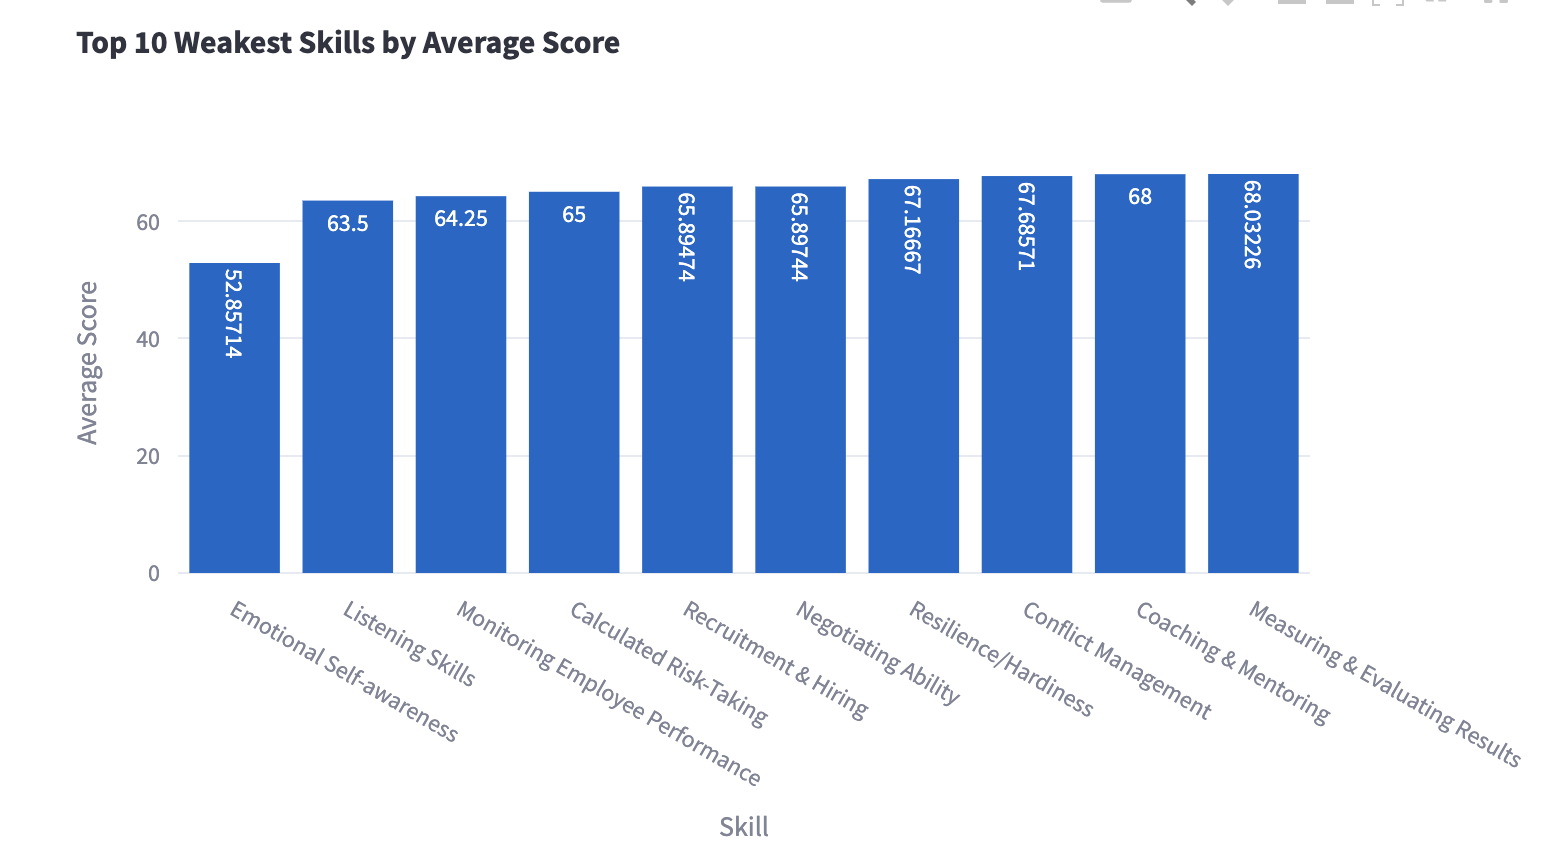 Top 10 Weakest Skills by Average Score
60
40
20
0
Average Score
52.85714
63.5
64.25
65
65.89474
65.89744
67.16667
67.68571
68
68.03226
Emotional Self-awareness
Listening Skills
Monitoring Employee Performance
Calculated Risk-Taking
Recruitment & Hiring
Negotiating Ability
Resilience/Hardiness
Conflict Management
Coaching & Mentoring
Measuring & Evaluating Results
Skill